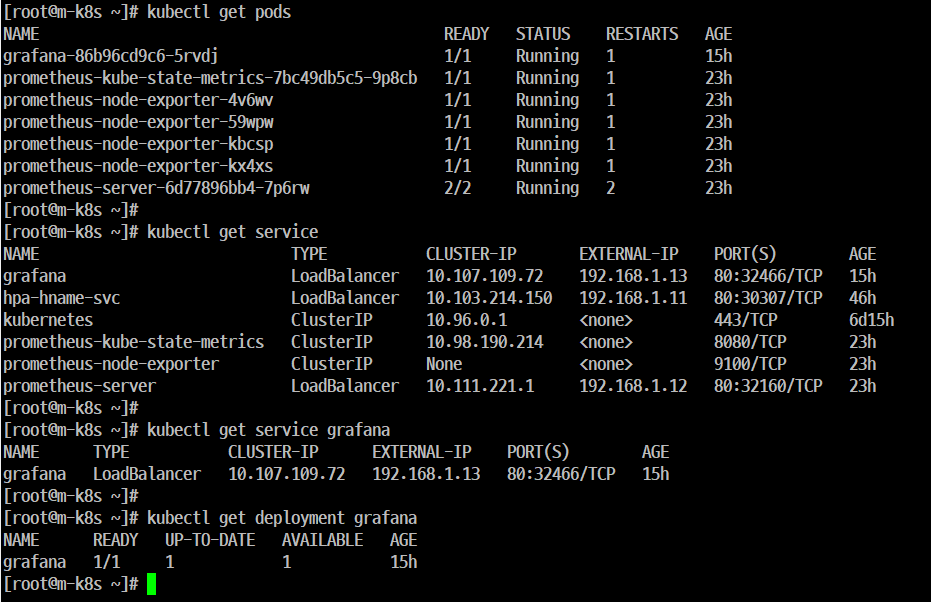 [root@m-k8s ~]# kubectl get pods
NAME READY STATUS RESTARTS AGE
grafana-86b96cd9c6-5rvdj 1/1 Running 1 15h
prometheus-kube-state-metrics-7bc49db5c5-9p8cb 1/1 Running 1 23h
prometheus-node-exporter-4v6wv 1/1 Running 1 23h
prometheus-node-exporter-59wpw 1/1 Running 1 23h
prometheus-node-exporter-kbcsp 1/1 Running 1 23h
prometheus-node-exporter-kx4xs 1/1 Running 1 23h
prometheus-server-6d77896bb4-7p6rw 2/2 Running 2 23h
[root@m-k8s ~]#
[root@m-k8s ~]# kubectl get service
NAME TYPE CLUSTER-IP EXTERNAL-IP PORT(S) AGE
grafana LoadBalancer 10.107.109.72 192.168.1.13 80:32466/TCP 15h
hpa-hname-svc LoadBalancer 10.103.214.150 192.168.1.11 80:30307/TCP 46h
kubernetes ClusterIP 10.96.0.1 <none> 443/TCP 6d15h
prometheus-kube-state-metrics ClusterIP 10.98.190.214 <none> 8080/TCP 23h
prometheus-node-exporter ClusterIP None <none> 9100/TCP 23h
prometheus-server LoadBalancer 10.111.221.1 192.168.1.12 80:32160/TCP 23h
[root@m-k8s ~]#
[root@m-k8s ~]# kubectl get service grafana
NAME TYPE CLUSTER-IP EXTERNAL-IP PORT(S) AGE
grafana LoadBalancer 10.107.109.72 192.168.1.13 80:32466/TCP 15h
[root@m-k8s ~]#
[root@m-k8s ~]# kubectl get deployment grafana
NAME READY UP-TO-DATE AVAILABLE AGE
grafana 1/1 1 1 15h
[root@m-k8s ~]#